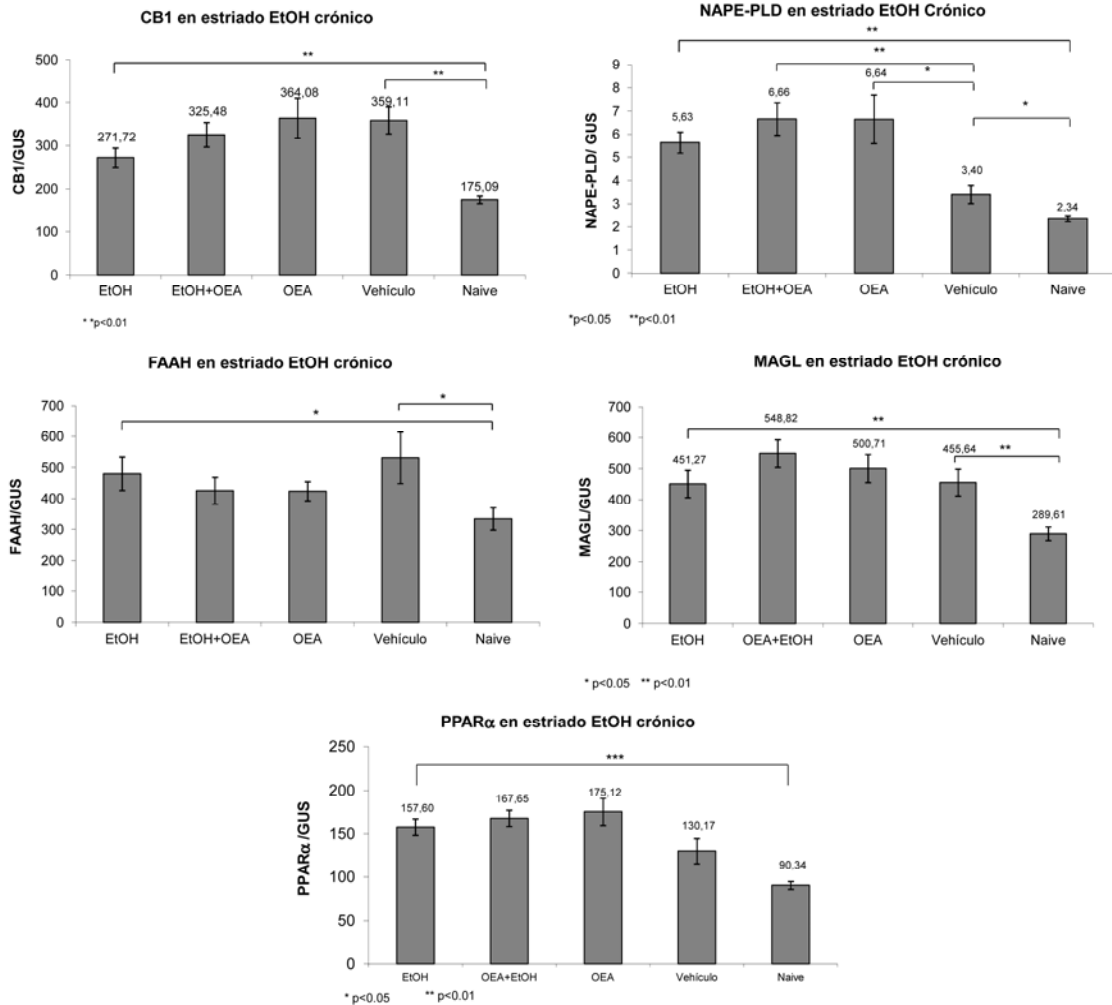 CB1 en estriado EtOH crónico
**
**
500
400
300
200
100
0
CB1/GUS
271,72
325,48
364,08
359,11
175,09
EtOH
EtOH+OEA
OEA
Vehículo
Naive
* *p<0.01
NAPE-PLD en estriado EtOH Crónico
**
**
*
*
9
8
7
6
5
4
3
2
1
0
NAPE-PLD/ GUS
5,63
6,66
6,64
3,40
2,34
EtOH
EtOH+OEA
OEA
Vehículo
Naive
*p<0.05 **p<0.01
FAAH en estriado EtOH crónico
*
*
700
600
500
400
300
200
100
0
FAAH/GUS
EtOH
EtOH+OEA
OEA
Vehículo
Naive
MAGL en estriado EtOH crónico
**
**
700
600
500
400
300
200
100
0
MAGL/GUS
451,27
548,82
500,71
455,64
289,61
EtOH
OEA+EtOH
OEA
Vehículo
Naive
* p<0.05 ** p<0.01
PPARα en estriado EtOH crónico
***
250
200
150
100
50
0
PPARα /GUS
157,60
167,65
175,12
130,17
90,34
EtOH
OEA+EtOH
OEA
Vehículo
Naive
* p<0.05 ** p<0.01